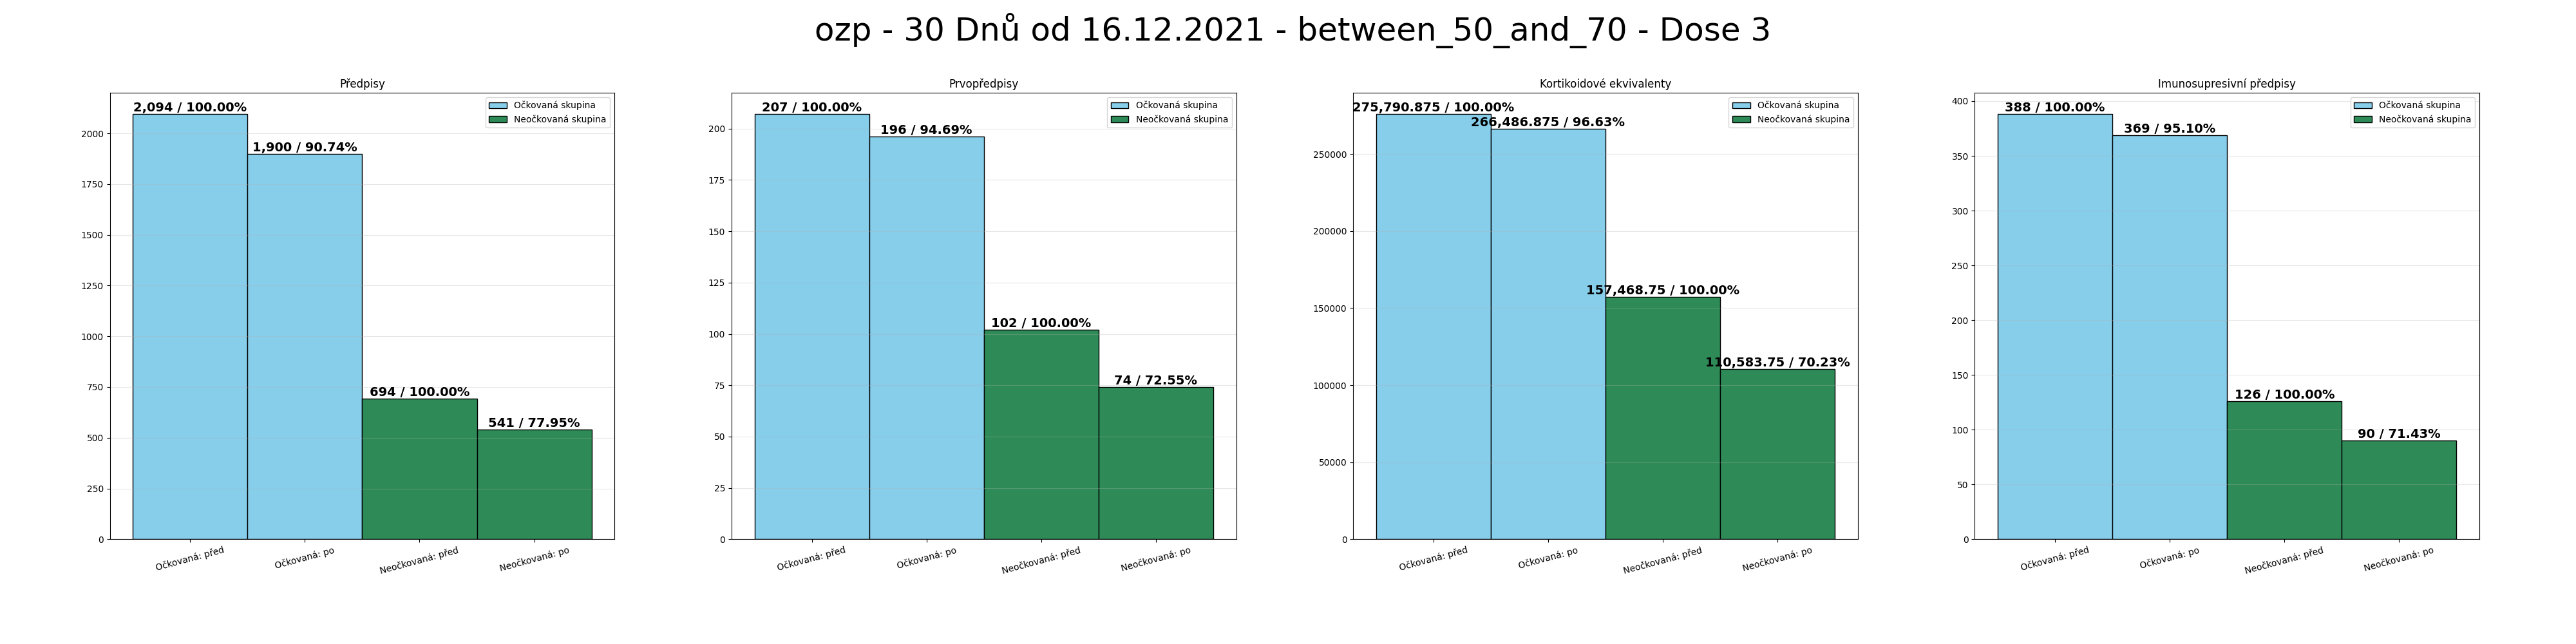 ozp - 30 Dnů od 16.12.2021 - between_50_and_70 - Dose 3
Předpisy
2,094 / 100.00%
1,900 / 90.74%
694 / 100.00%
541 / 77.95%
Očkovaná skupina
Neočkovaná skupina
2000
1750
1500
1250
1000
750
500
250
0
Očkovaná: před
Očkovaná: po
Neočkovaná: před
Neočkovaná: po
Prvopředpisy
207 / 100.00%
196 / 94.69%
102 / 100.00%
74 / 72.55%
Očkovaná skupina
Neočkovaná skupina
200
175
150
125
100
75
50
25
0
Očkovaná: před
Očkovaná: po
Neočkovaná: před
Neočkovaná: po
Kortikoidové ekvivalenty
275,790.875 / 100.00%
266,486.875 / 96.63%
157,468.75 / 100.00%
110,583.75 / 70.23%
Očkovaná skupina
Neočkovaná skupina
250000
200000
150000
100000
50000
0
Očkovaná: před
Očkovaná: po
Neočkovaná: před
Neočkovaná: po
Imunosupresivní předpisy
388 / 100.00%
369 / 95.10%
126 / 100.00%
90 / 71.43%
Očkovaná skupina
Neočkovaná skupina
400
350
300
250
200
150
100
50
0
Očkovaná: před
Očkovaná: po
Neočkovaná: před
Neočkovaná: po